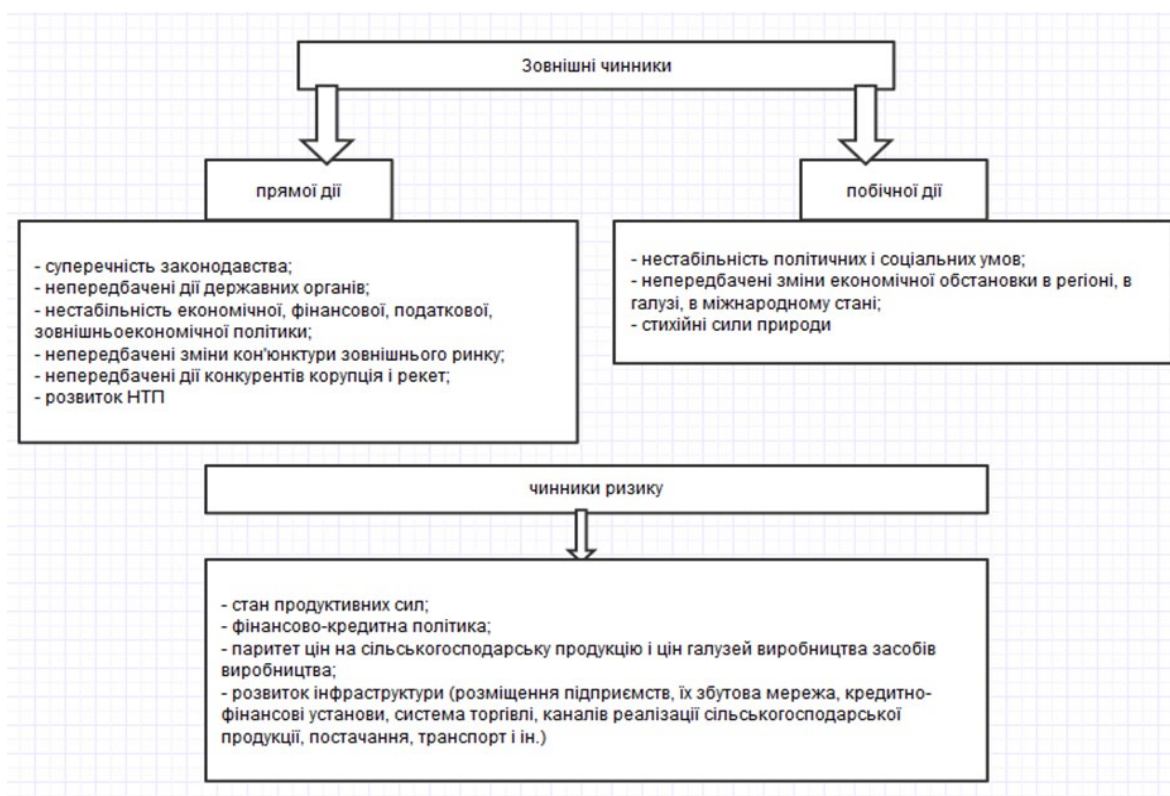 Зовнішні чинники
прямої дії
- суперечність законодавства;
- непередбачені дії державних органів;
- нестабільність економічної, фінансової, податкової,
зовнішньоекономічної політики;
- непередбачені зміни кон'юнктури зовнішнього ринку;
- непередбачені дії конкурентів корупція і рекет;
- розвиток НТП
побічної дії
- нестабільність політичних і соціальних умов;
- непередбачені зміни економічної обстановки в регіоні, в
галузі, в міжнародному стані;
- стихійні сили природи
чинники ризику
- стан продуктивних сил;
- фінансово-кредитна політика;
- паритет цін на сільськогосподарську продукцію і цін галузей виробництва засобів
виробництва;
- розвиток інфраструктури (розміщення підприємств, їх збутова мережа, кредитно-
фінансові установи, система торгівлі, каналів реалізації сільськогосподарської
продукції, постачання, транспорт і ін.)